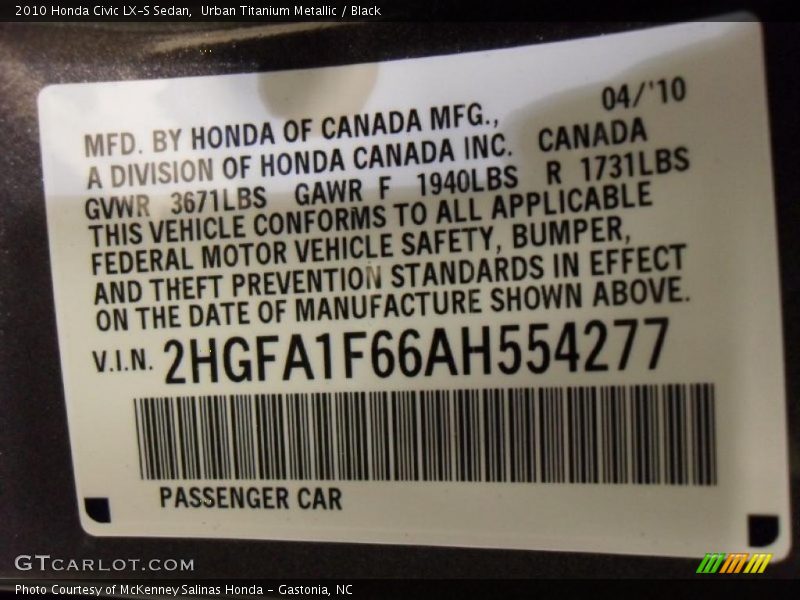 2010 Honda Civic LX-S Sedan,  Urban Titanium Metallic / Black
04/'10
MFD. BY HONDA OF CANADA MFG.,
A DIVISION OF HONDA CANADA INC. CANADA
GVWR 3671LBS GAWR F 1940LBS R 1731LBS
THIS VEHICLE CONFORMS TO ALL APPLICABLE
FEDERAL MOTOR VEHICLE SAFETY, BUMPER,
AND THEFT PREVENTION STANDARDS IN EFFECT
ON THE DATE OF MANUFACTURE SHOWN ABOVE.
V.I.N. 2HGFA1F66AH554277
PASSENGER CAR
GTCARLOT.COM
Photo Courtesy of McKenney Salinas Honda - Gastonia, NC